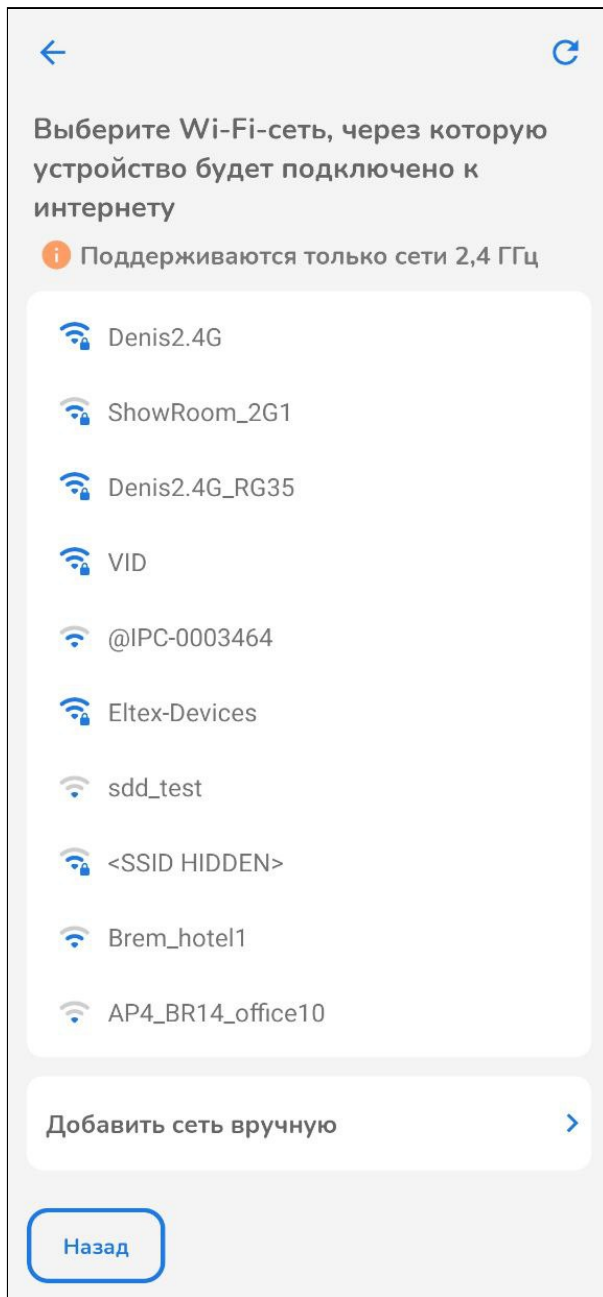 Выберите Wi-Fi-сеть, через которую
устройство будет подключено к
интернету
Поддерживаются только сети 2,4 ГГц
Denis2.4G
ShowRoom_2G1
Denis2.4G_RG35
VID
@IPC-0003464
Eltex-Devices
sdd_test
<SSID HIDDEN>
Brem_hotel1
AP4_BR14_office10
Добавить сеть вручную
Назад